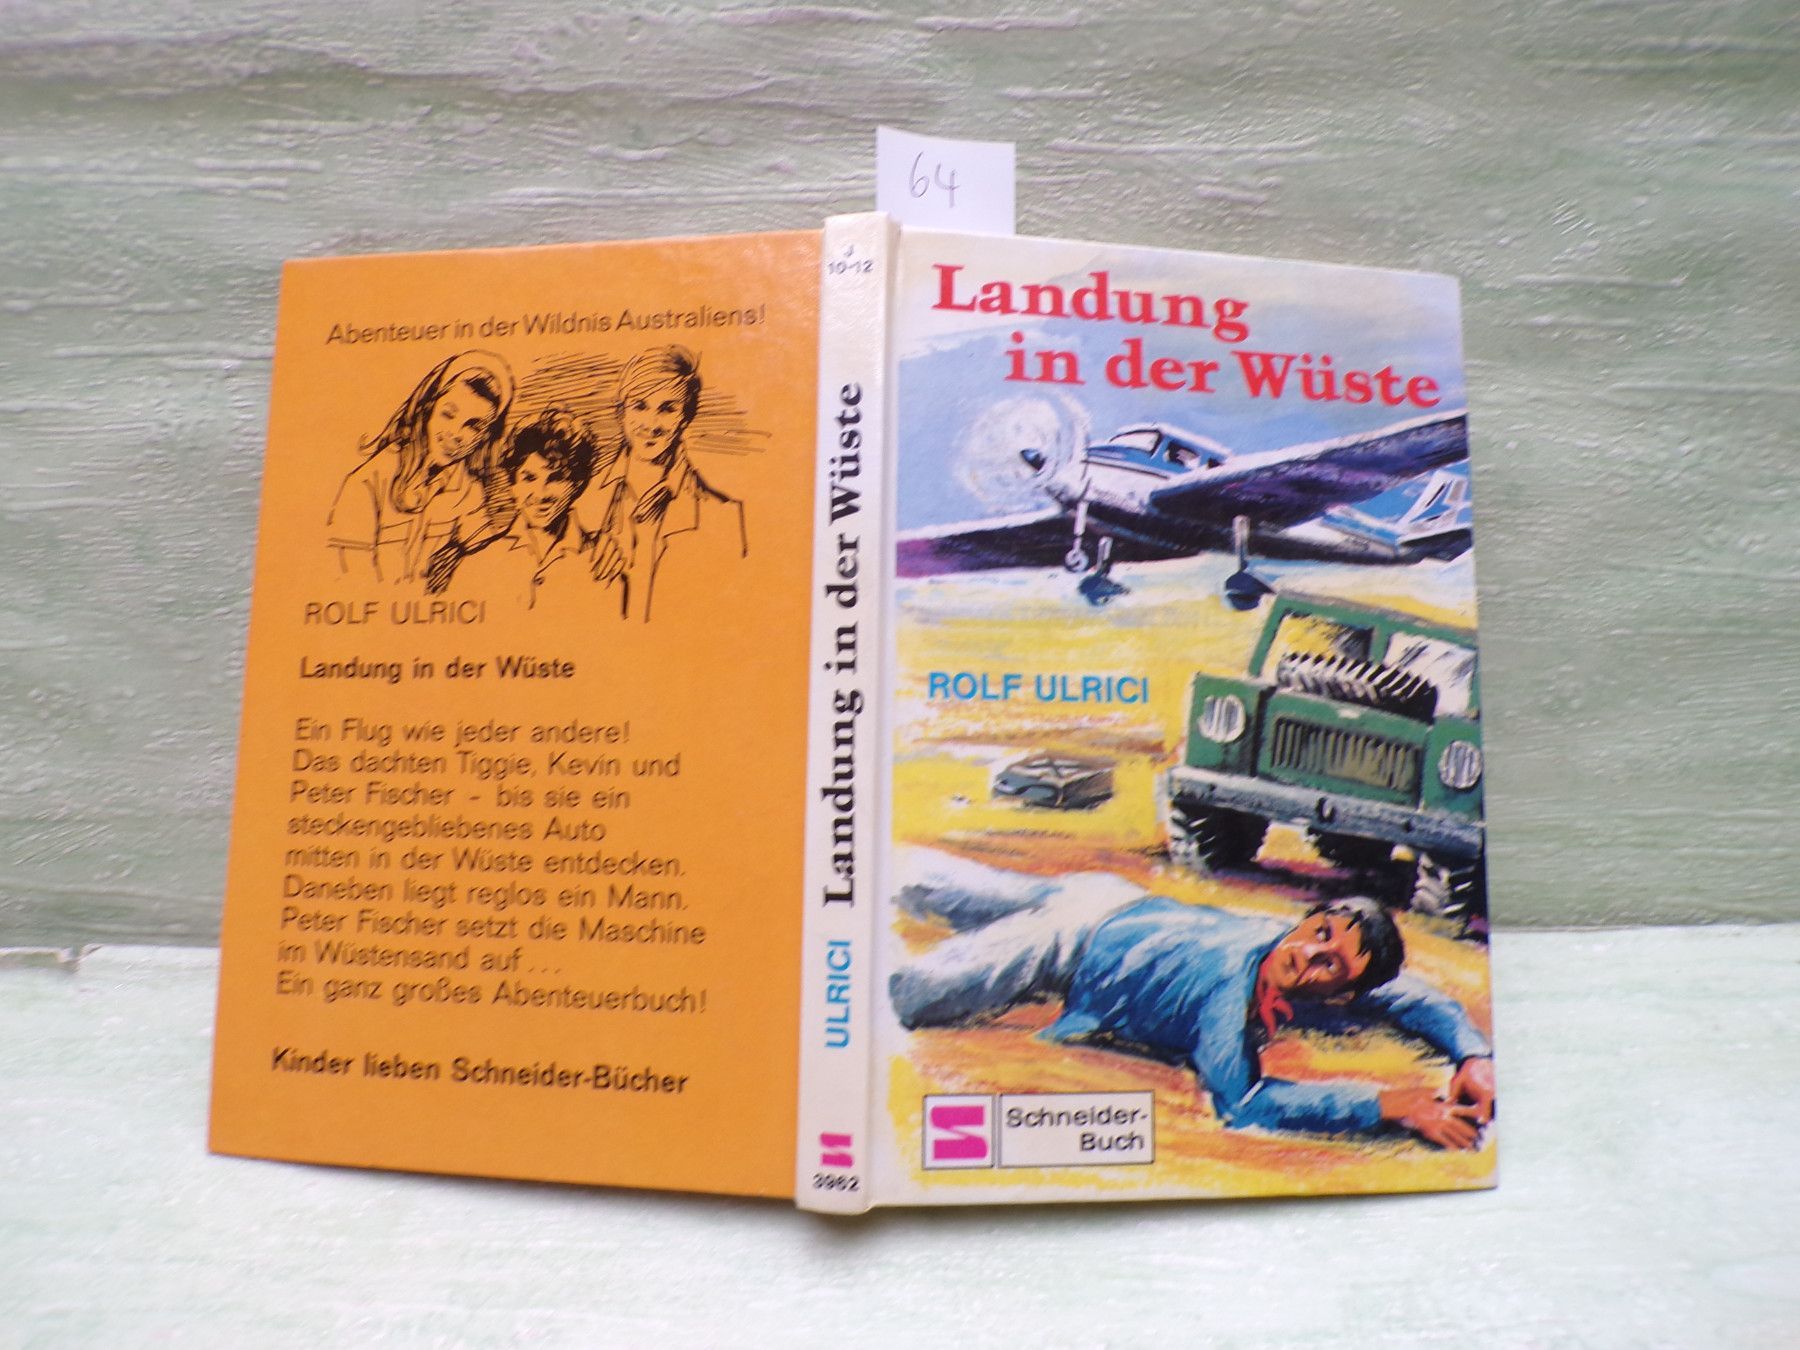 64
Abenteuer in der Wildnis Australiens!
ROLF ULRICI
Landung in der Wüste
Ein Flug wie jeder andere!
Das dachten Tiggie, Kevin und
Peter Fischer – bis sie ein
steckengebliebenes Auto
mitten in der Wüste entdecken.
Daneben liegt reglos ein Mann.
Peter Fischer setzt die Maschine
im Wüstensand auf ...
Ein ganz großes Abenteuerbuch!
Kinder lieben Schneider-Bücher
J
10-12
ULRICI Landung in der Wüste
3962
Landung
in der Wüste
ROLF ULRICI
Schneider-
Buch